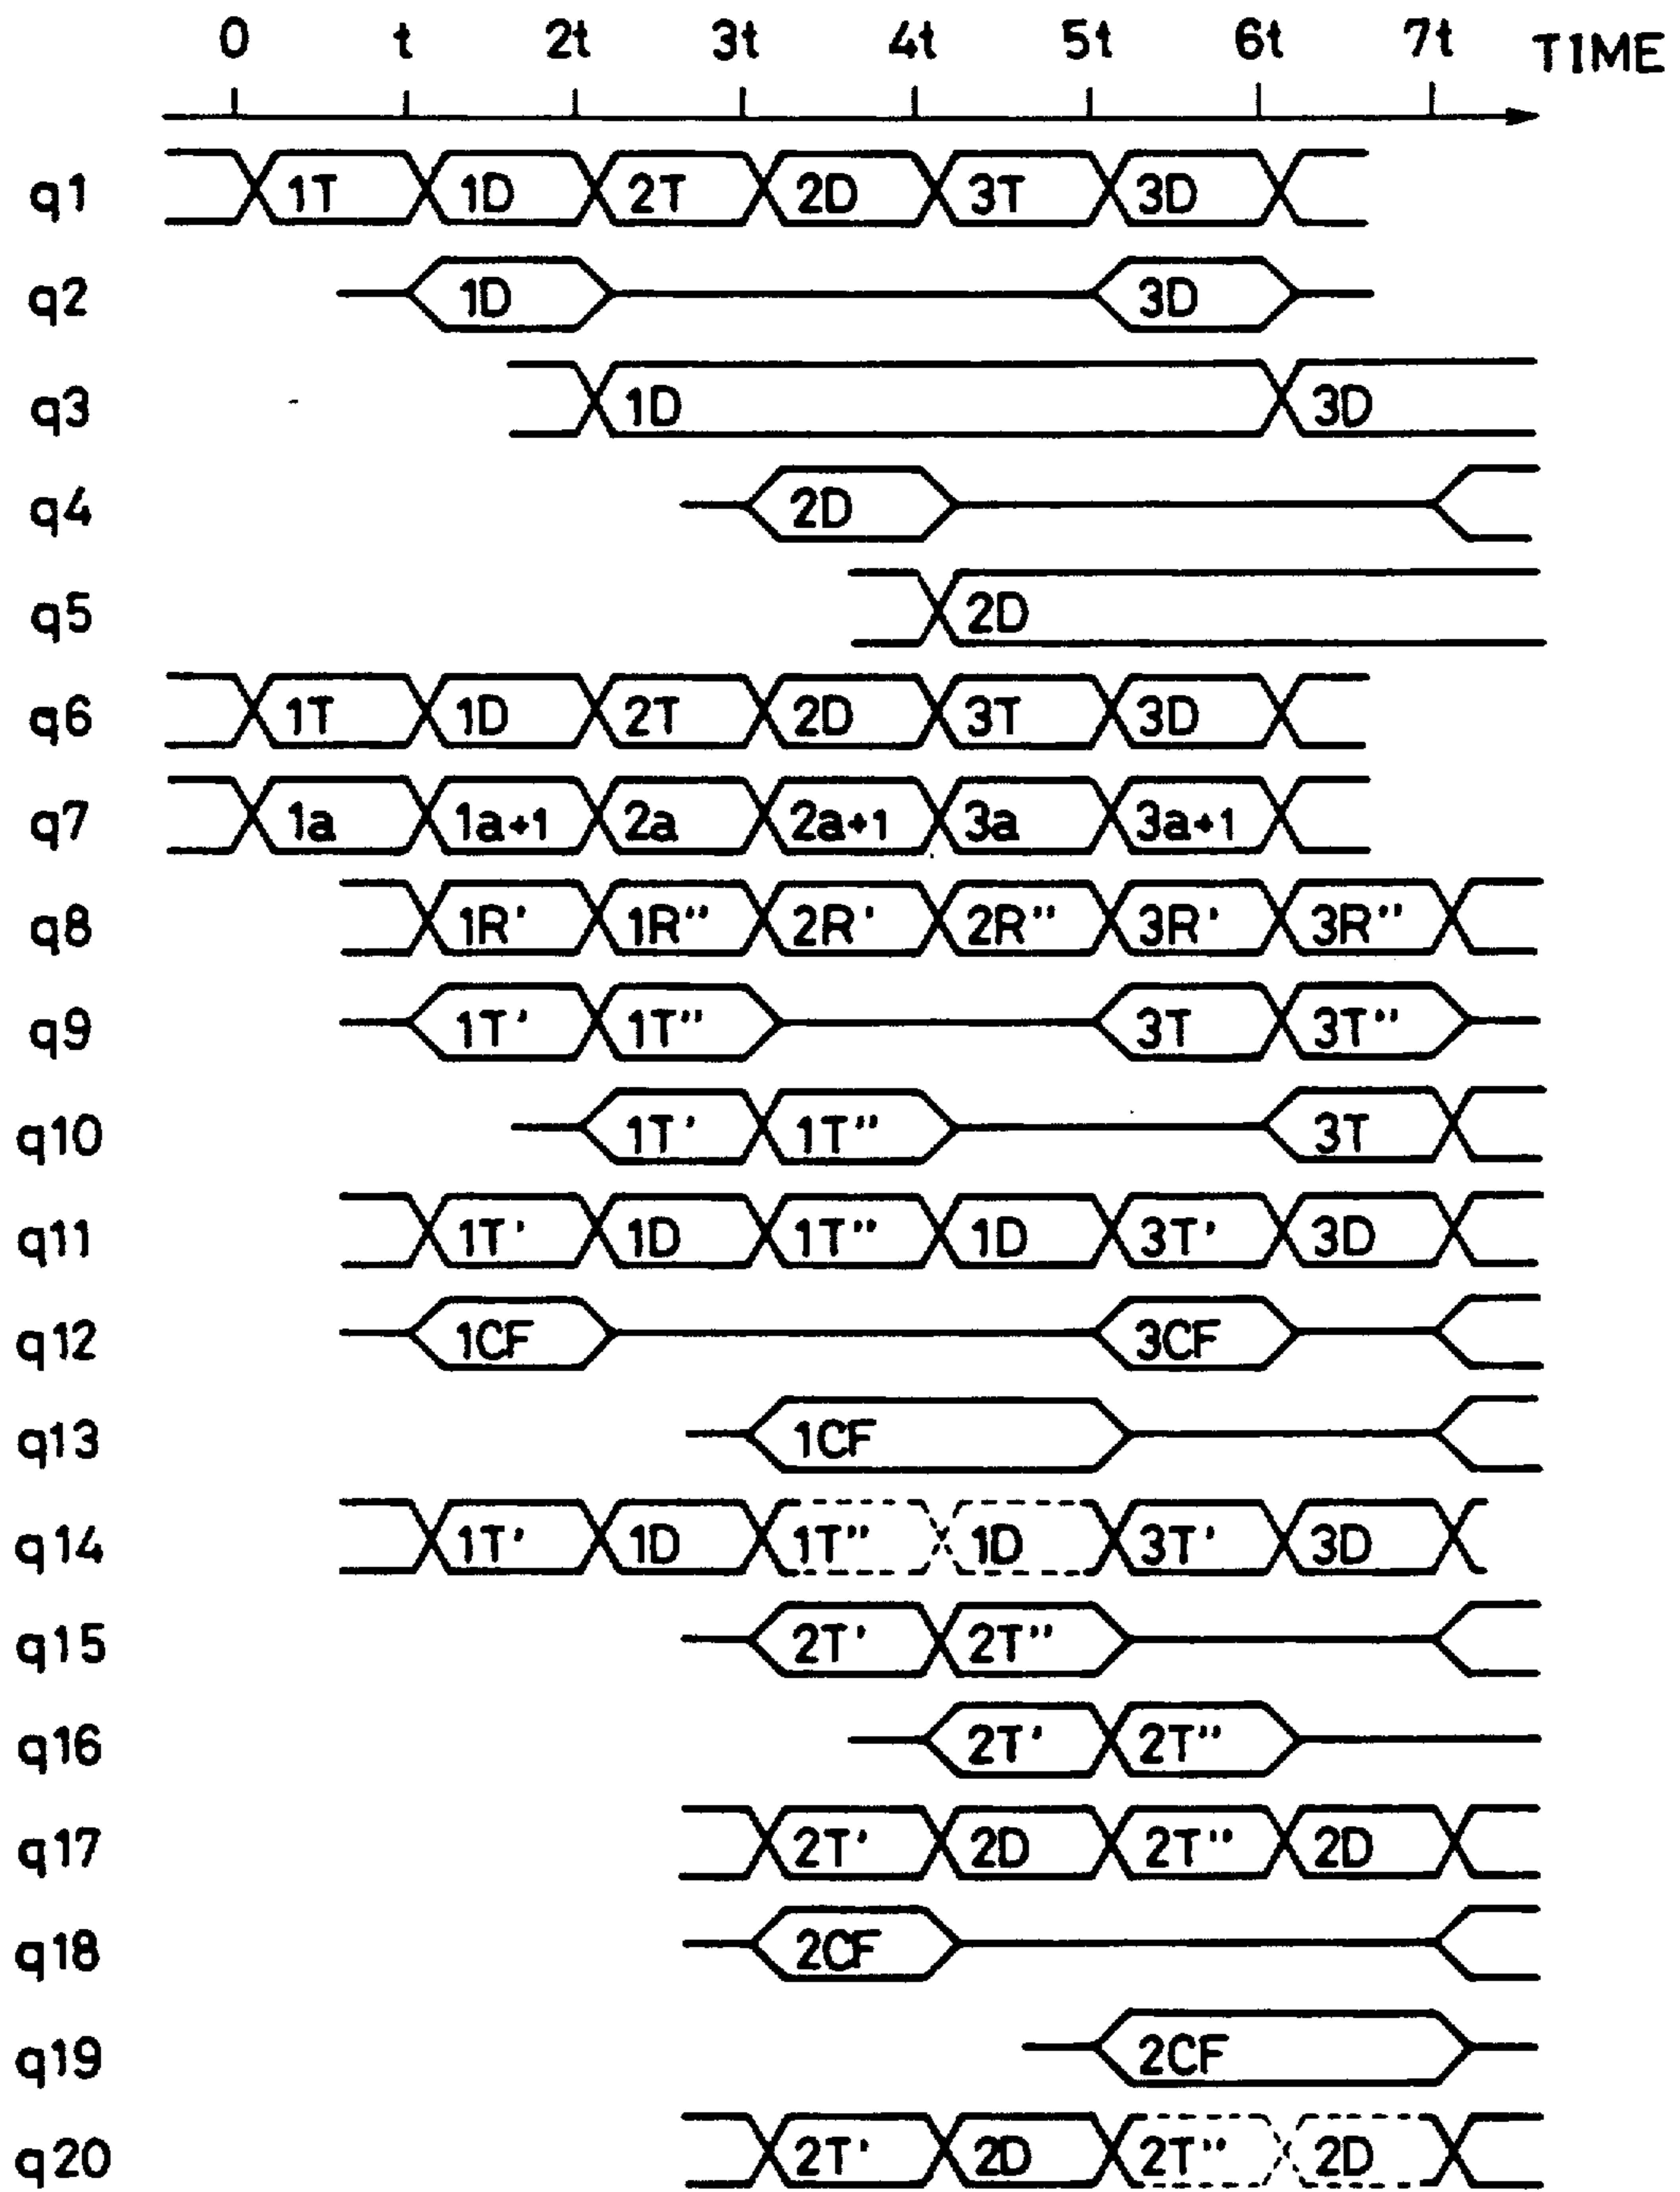 0 t 2t 3t 4t 5t 6t 7t TIME
q1 1T 1D 2T 2D 3T 3D
q2 1D 3D
q3 1D 3D
q4 2D
q5 2D
q6 1T 1D 2T 2D 3T 3D
q7 1a 1a+1 2a 2a+1 3a 3a+1
q8 1R' 1R" 2R' 2R" 3R' 3R"
q9 1T' 1T" 3T 3T"
q10 1T' 1T" 3T
q11 1T' 1D 1T" 1D 3T' 3D
q12 1CF 3CF
q13 1CF
q14 1T' 1D 1T" 1D 3T' 3D
q15 2T' 2T"
q16 2T' 2T"
q17 2T' 2D 2T" 2D
q18 2CF
q19 2CF
q20 2T' 2D 2T" 2D